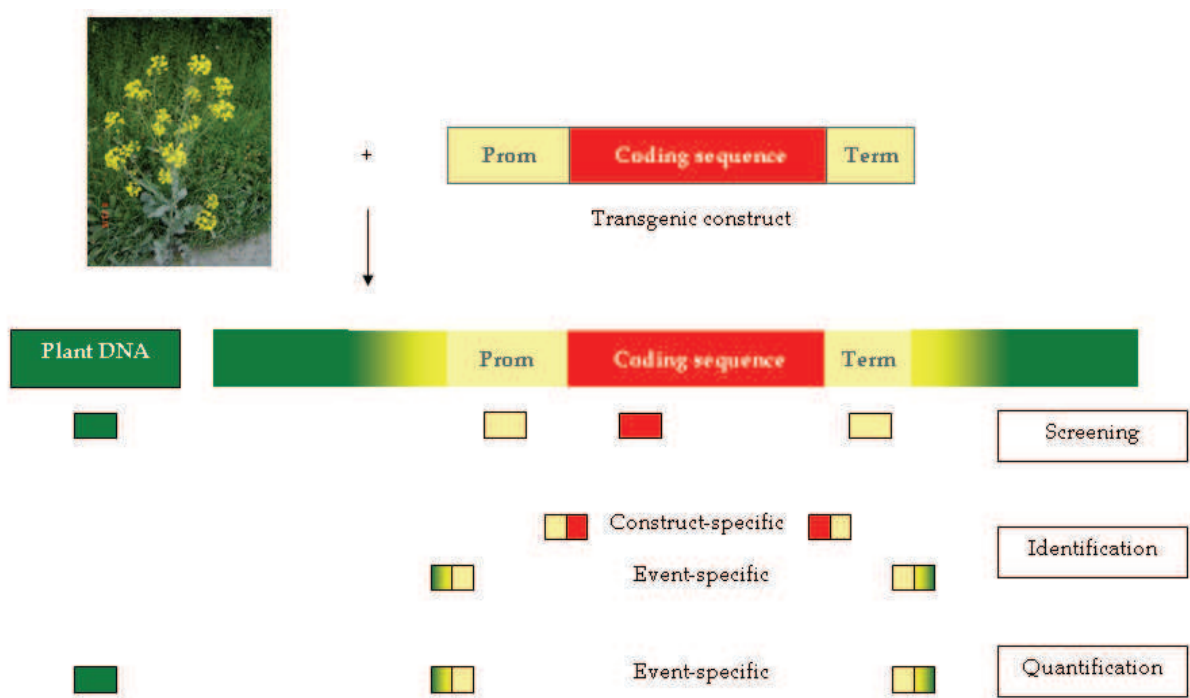 +
Prom Coding sequence Term
Transgenic construct
Plant DNA Prom Coding sequence Term
Screening
Construct-specific
Identification
Event-specific
Event-specific Quantification